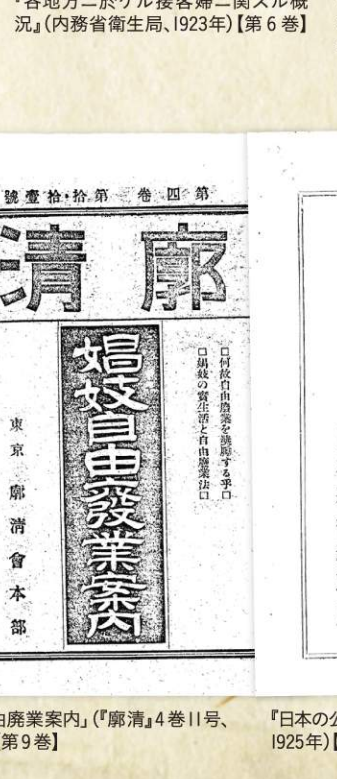 『各地方ニ於ケル接客婦ニ関スル概
況』(内務省衛生局、1923年)【第6巻】
第四卷 第拾・拾壹號
廓清
□何故自由廢業を奬勵する乎□
□娼妓の實生活と自由廢業法□
娼妓自由廢業案内
東京 廓清會本部
由廃業案内」(『廓清』4巻11号、
第9巻】
『日本の公
1925年)【